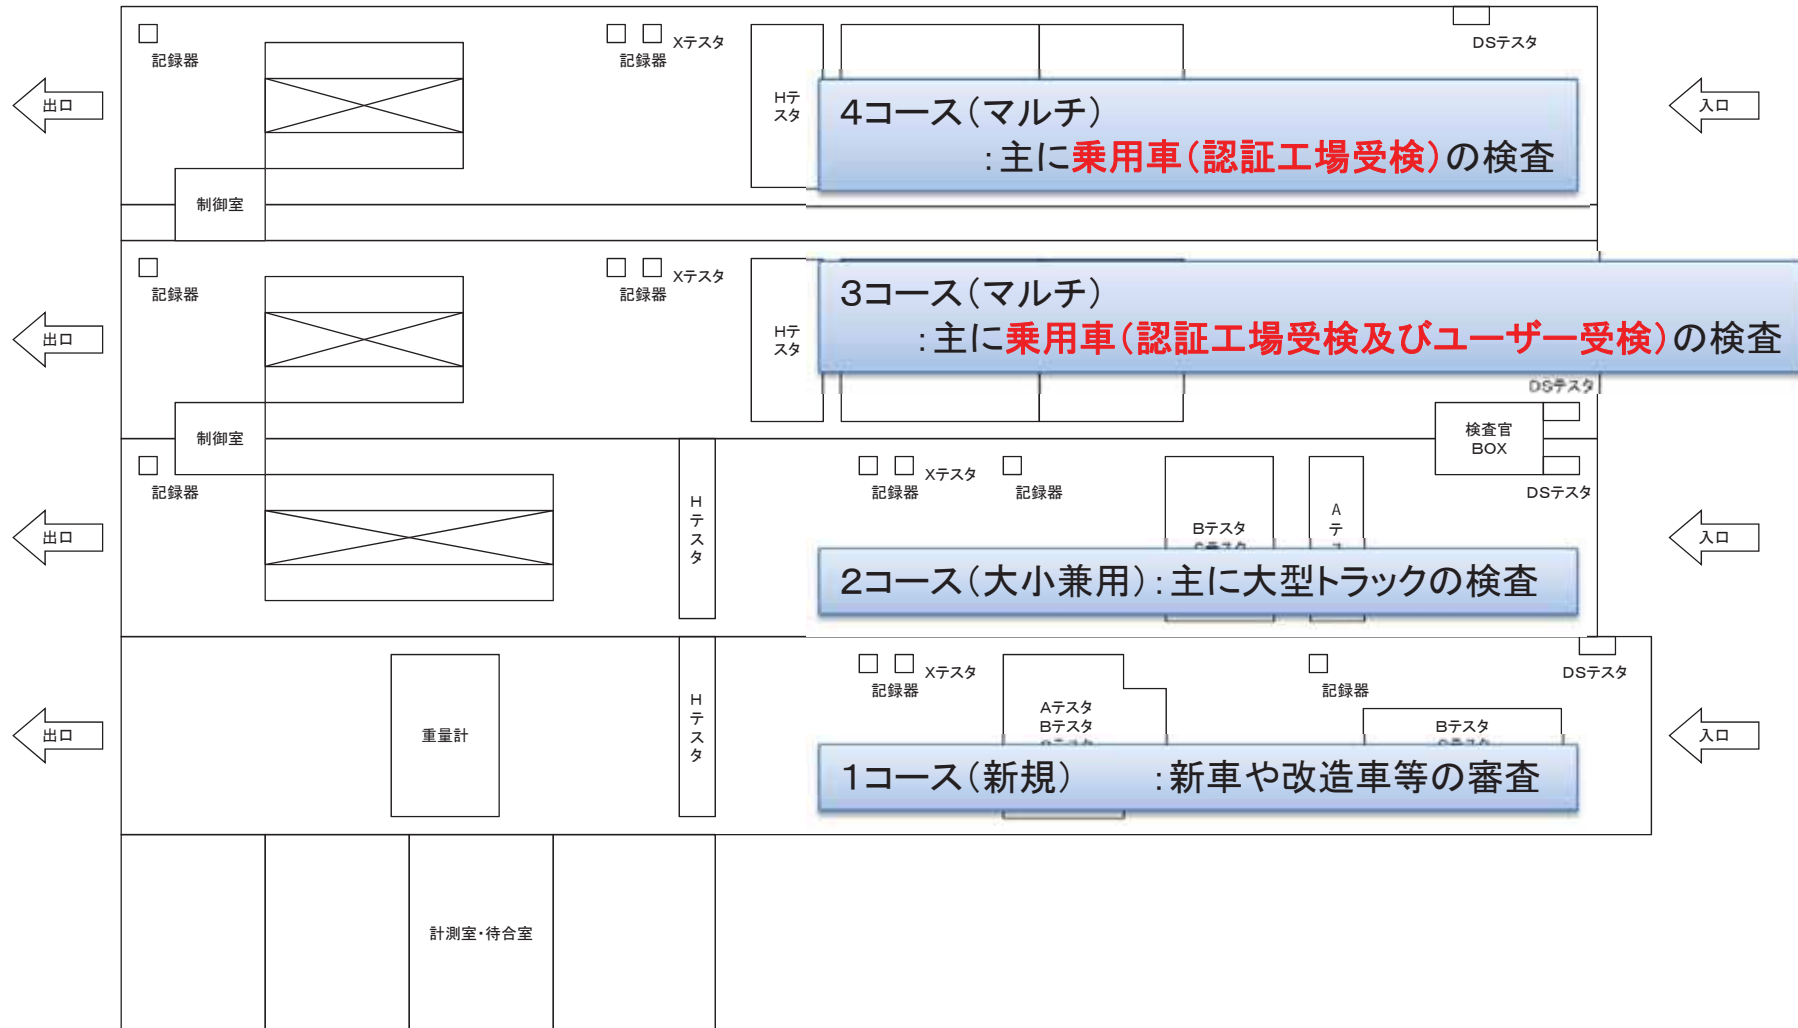 記録器
記録器
Xテスタ
DSテスタ
出口
Hテ
スタ
4コース(マルチ)
:主に乗用車(認証工場受検)の検査
入口
制御室
記録器
記録器
Xテスタ
出口
Hテ
スタ
3コース(マルチ)
:主に乗用車(認証工場受検及びユーザー受検)の検査
DSテスタ
制御室
検査官
BOX
記録器
記録器
Xテスタ
記録器
DSテスタ
出口
Hテスタ
Bテスタ
Aテ
入口
2コース(大小兼用):主に大型トラックの検査
記録器
Xテスタ
記録器
DSテスタ
出口
重量計
Hテスタ
Aテスタ
Bテスタ
Bテスタ
入口
1コース(新規) :新車や改造車等の審査
計測室・待合室